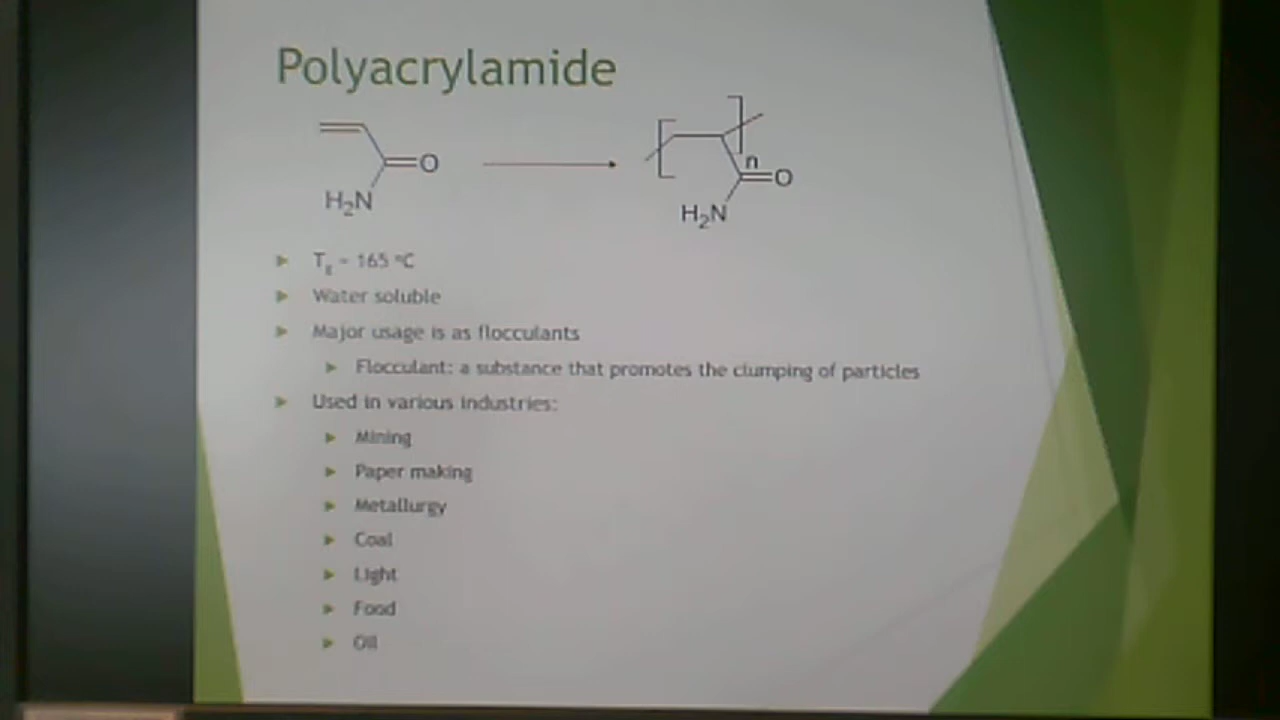 Polyacrylamide
O
H₂N
n
O
H₂N
Tg = 165 ºC
Water soluble
Major usage is as flocculants
Flocculant: a substance that promotes the clumping of particles
Used in various industries:
Mining
Paper making
Metallurgy
Coal
Light
Food
Oil